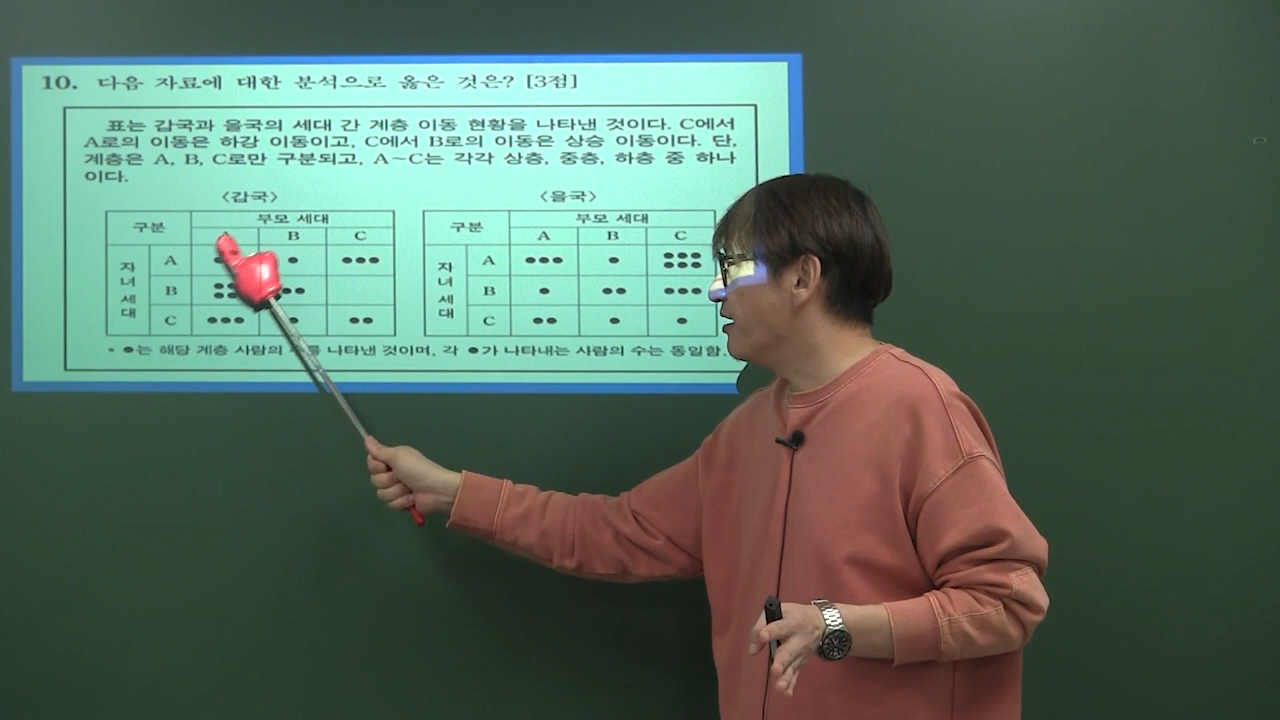 10. 다음 자료에 대한 분석으로 옳은 것은? [3점]
표는 갑국과 을국의 세대 간 계층 이동 현황을 나타낸 것이다. C에서
A로의 이동은 하강 이동이고, C에서 B로의 이동은 상승 이동이다. 단,
계층은 A, B, C로만 구분되고, A~C는 각각 상층, 중층, 하층 중 하나
이다.
<갑국>
구분 부모 세대
B C
자녀 세대
A ● ●●●
B
C ●●● ●●
<을국>
구분 부모 세대
A B C
자녀 세대
A ●●● ● ●●●●●●
B ● ●● ●●●
C ●● ● ●
* ●는 해당 계층 사람의 나타낸 것이며, 각 ●가 나타내는 사람의 수는 동일함.